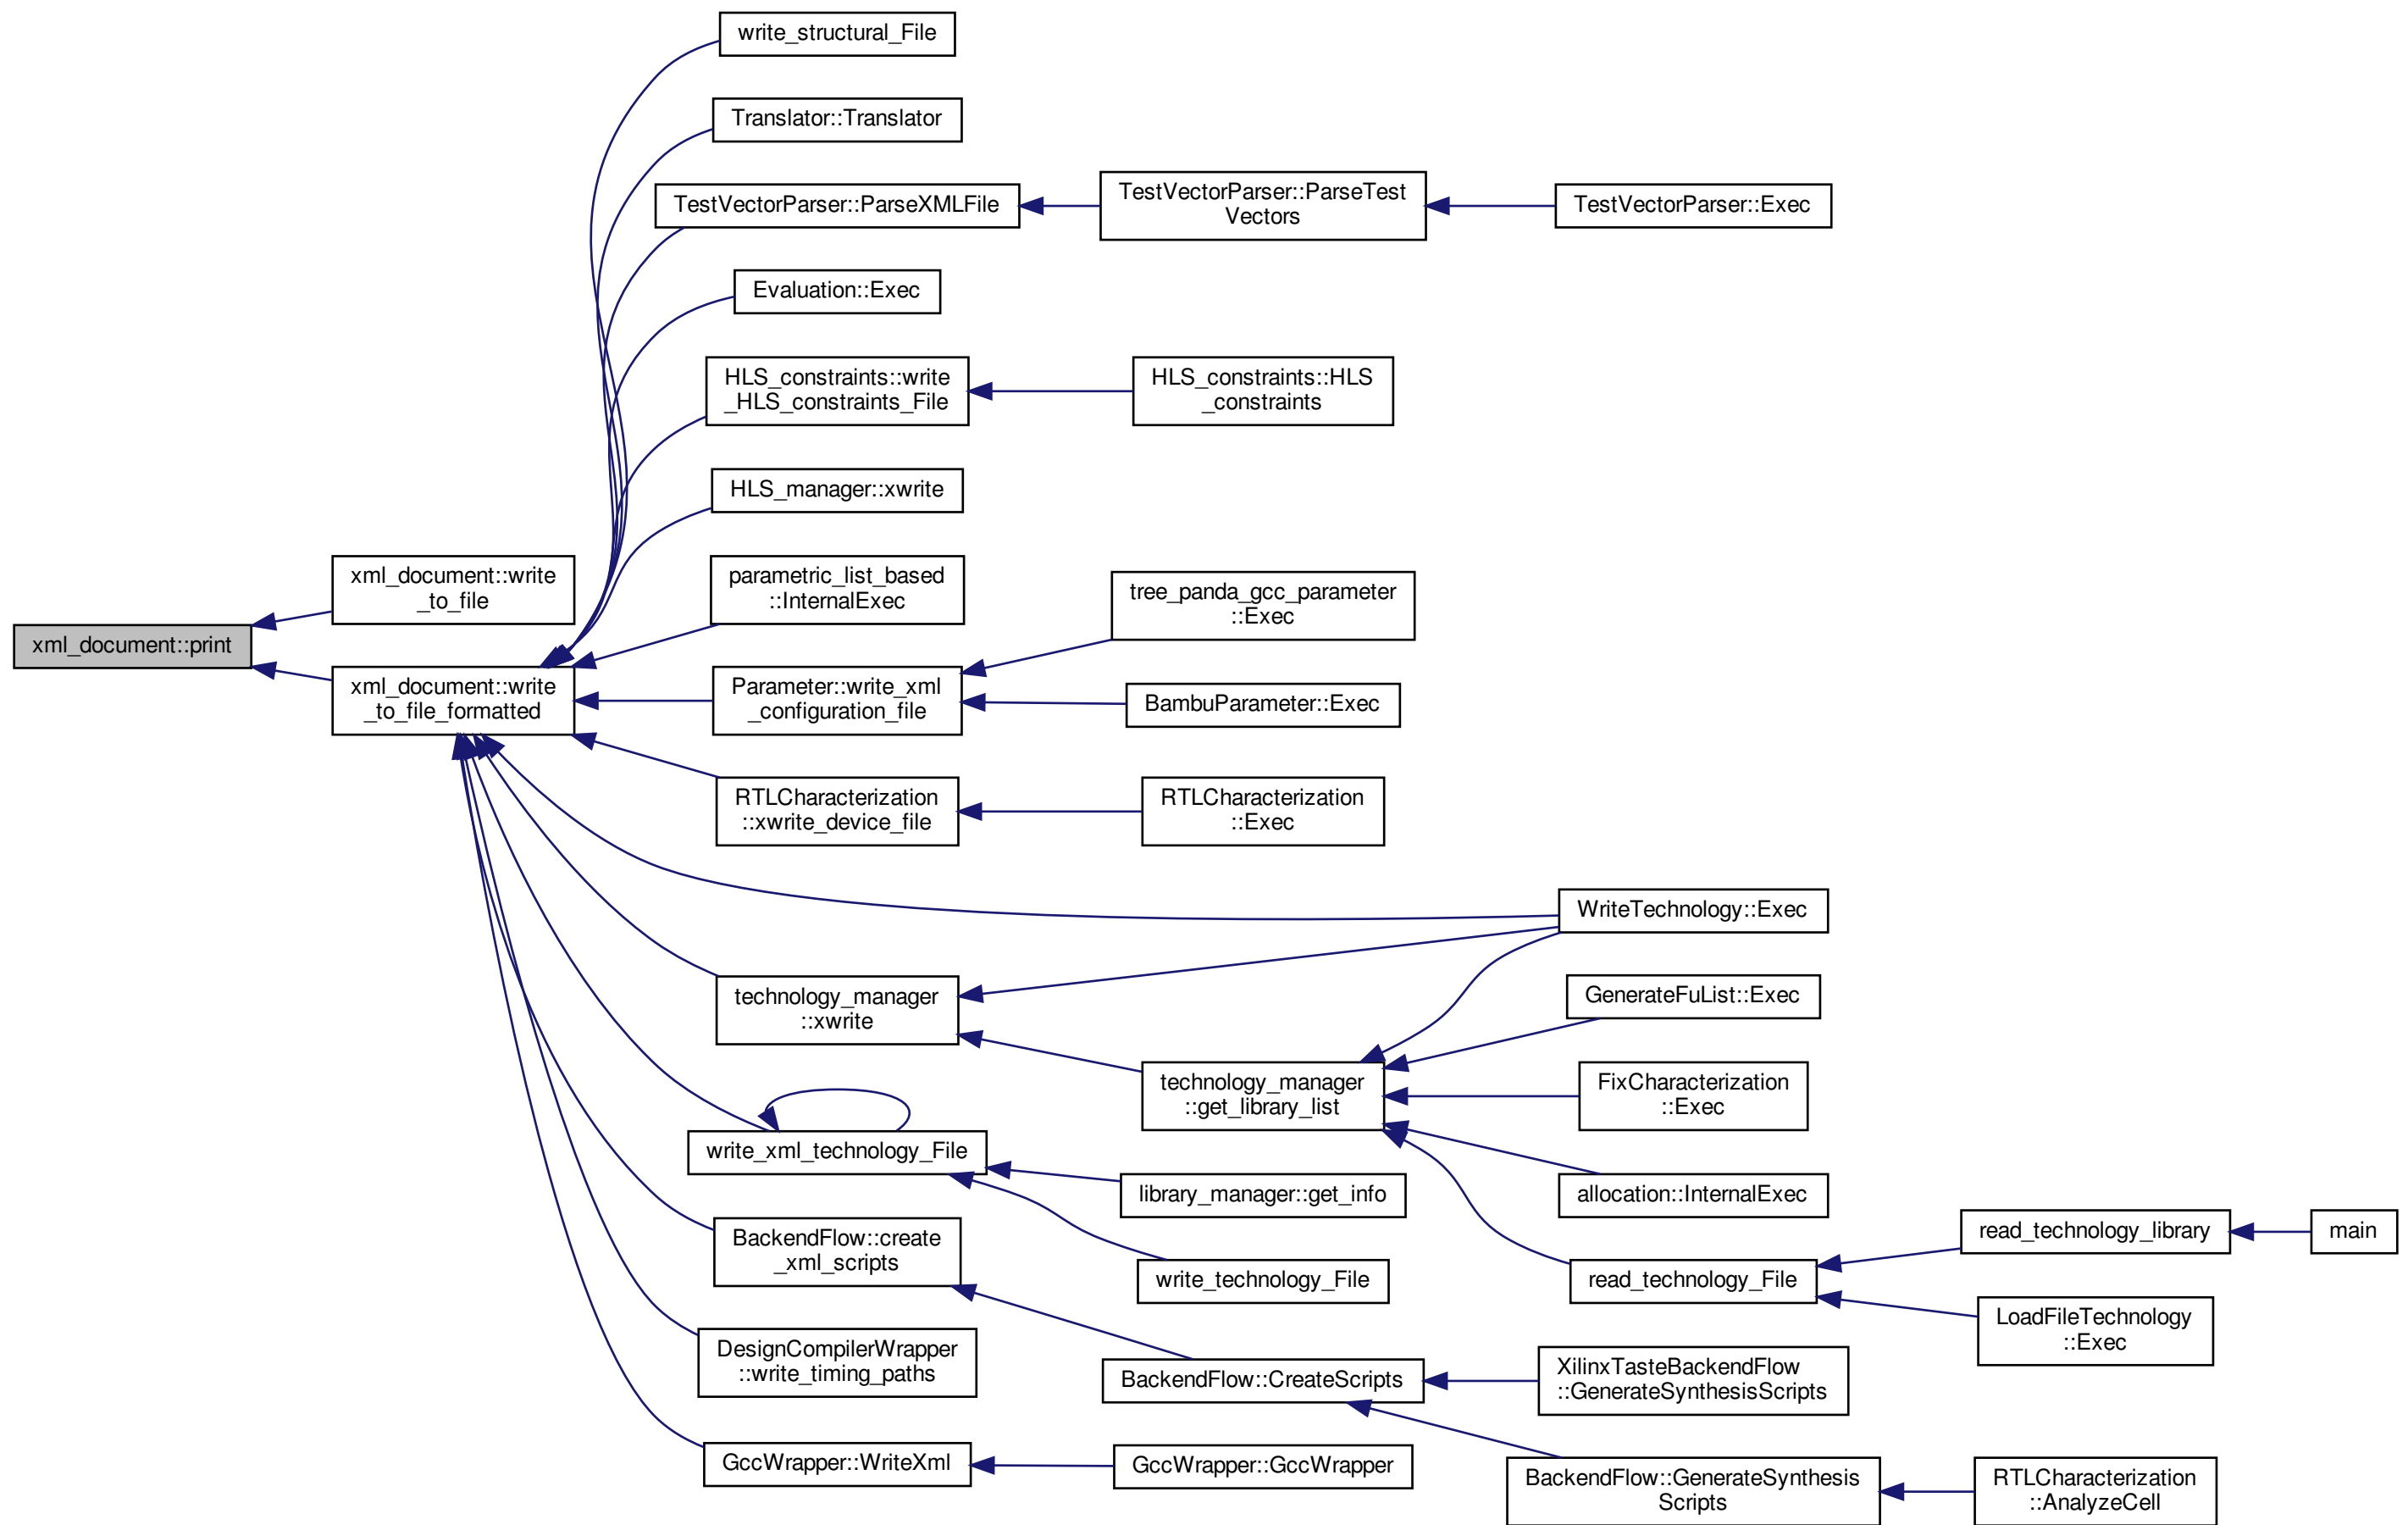 write_structural_File
Translator::Translator
TestVectorParser::ParseXMLFile
TestVectorParser::ParseTest
Vectors
TestVectorParser::Exec
Evaluation::Exec
HLS_constraints::write
_HLS_constraints_File
HLS_constraints::HLS
_constraints
HLS_manager::xwrite
xml_document::write
_to_file
parametric_list_based
::InternalExec
tree_panda_gcc_parameter
::Exec
xml_document::print
xml_document::write
_to_file_formatted
Parameter::write_xml
_configuration_file
BambuParameter::Exec
RTLCharacterization
::xwrite_device_file
RTLCharacterization
::Exec
WriteTechnology::Exec
technology_manager
::xwrite
GenerateFuList::Exec
technology_manager
::get_library_list
FixCharacterization
::Exec
write_xml_technology_File
library_manager::get_info
allocation::InternalExec
BackendFlow::create
_xml_scripts
write_technology_File
read_technology_File
read_technology_library
main
LoadFileTechnology
::Exec
DesignCompilerWrapper
::write_timing_paths
BackendFlow::CreateScripts
XilinxTasteBackendFlow
::GenerateSynthesisScripts
GccWrapper::WriteXml
GccWrapper::GccWrapper
BackendFlow::GenerateSynthesis
Scripts
RTLCharacterization
::AnalyzeCell